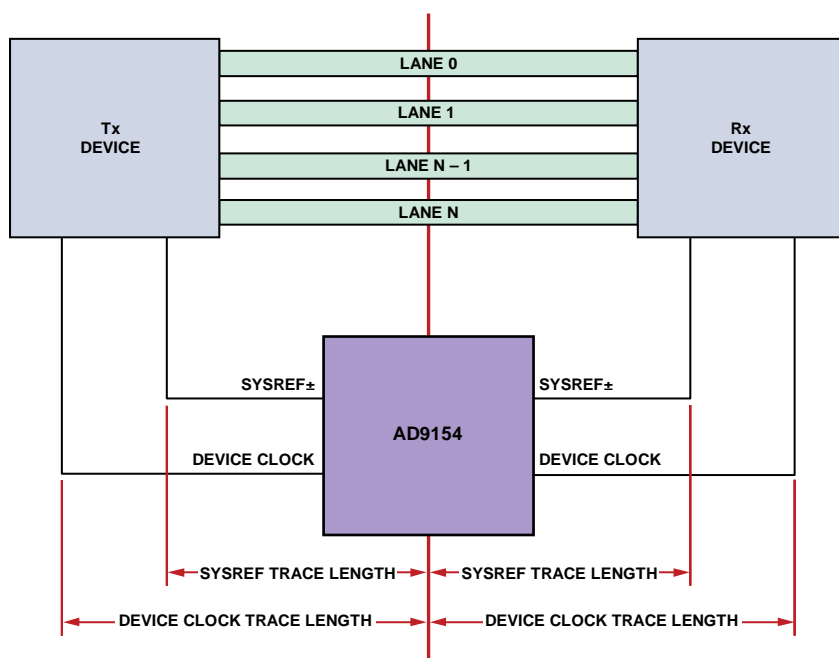 LANE 0
LANE 1
LANE N – 1
LANE N
Tx
DEVICE
Rx
DEVICE
SYSREF±
SYSREF±
AD9154
DEVICE CLOCK
DEVICE CLOCK
SYSREF TRACE LENGTH
SYSREF TRACE LENGTH
DEVICE CLOCK TRACE LENGTH
DEVICE CLOCK TRACE LENGTH